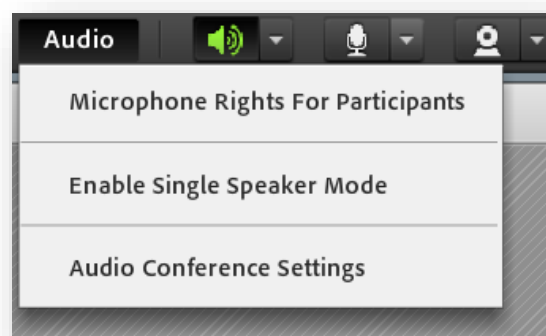 Audio
Microphone Rights For Participants
Enable Single Speaker Mode
Audio Conference Settings